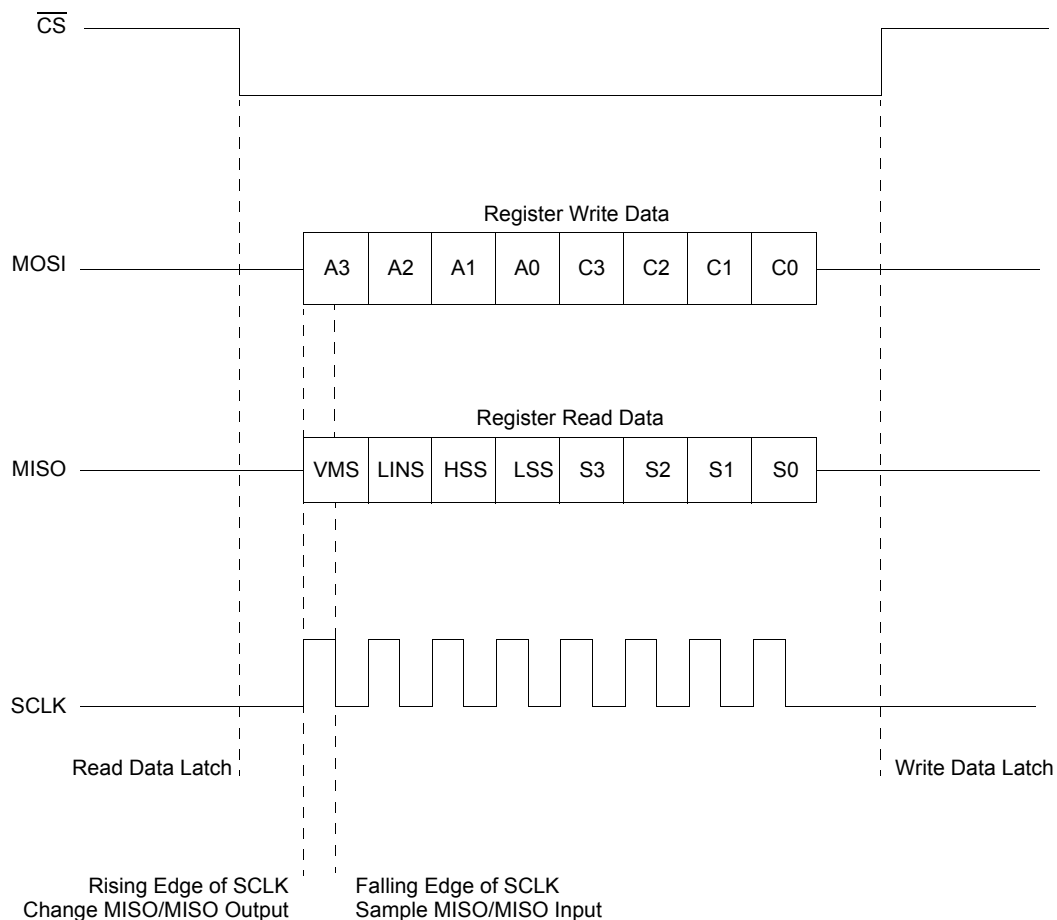 CS
Register Write Data
MOSI
A3 A2 A1 A0 C3 C2 C1 C0
Register Read Data
MISO
VMS LINS HSS LSS S3 S2 S1 S0
SCLK
Read Data Latch
Write Data Latch
Rising Edge of SCLK
Change MISO/MISO Output
Falling Edge of SCLK
Sample MISO/MISO Input